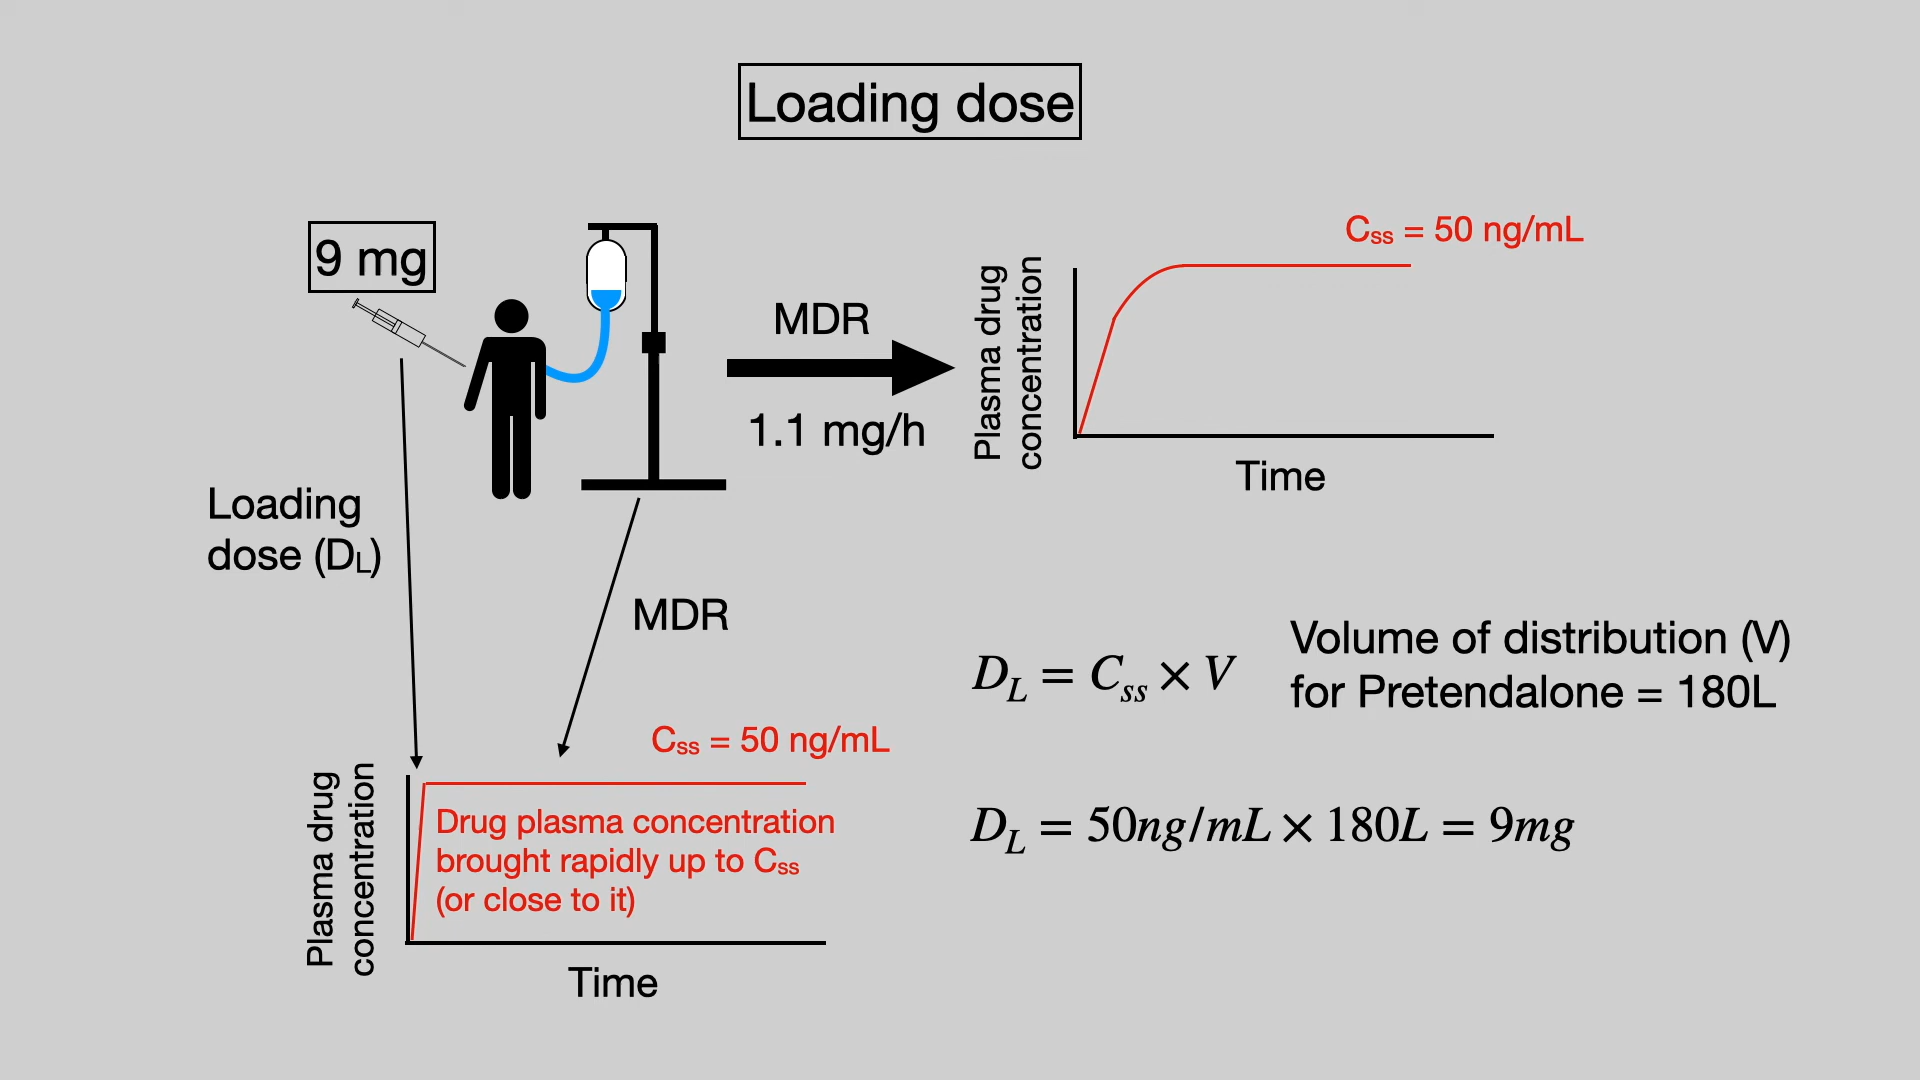 Loading dose
9 mg
MDR
1.1 mg/h
Plasma drug
concentration
Css = 50 ng/mL
Time
Loading
dose (DL)
MDR
Css = 50 ng/mL
Plasma drug
concentration
Drug plasma concentration
brought rapidly up to Css
(or close to it)
Time
DL = Css × V
Volume of distribution (V)
for Pretendalone = 180L
DL = 50ng/mL × 180L = 9mg